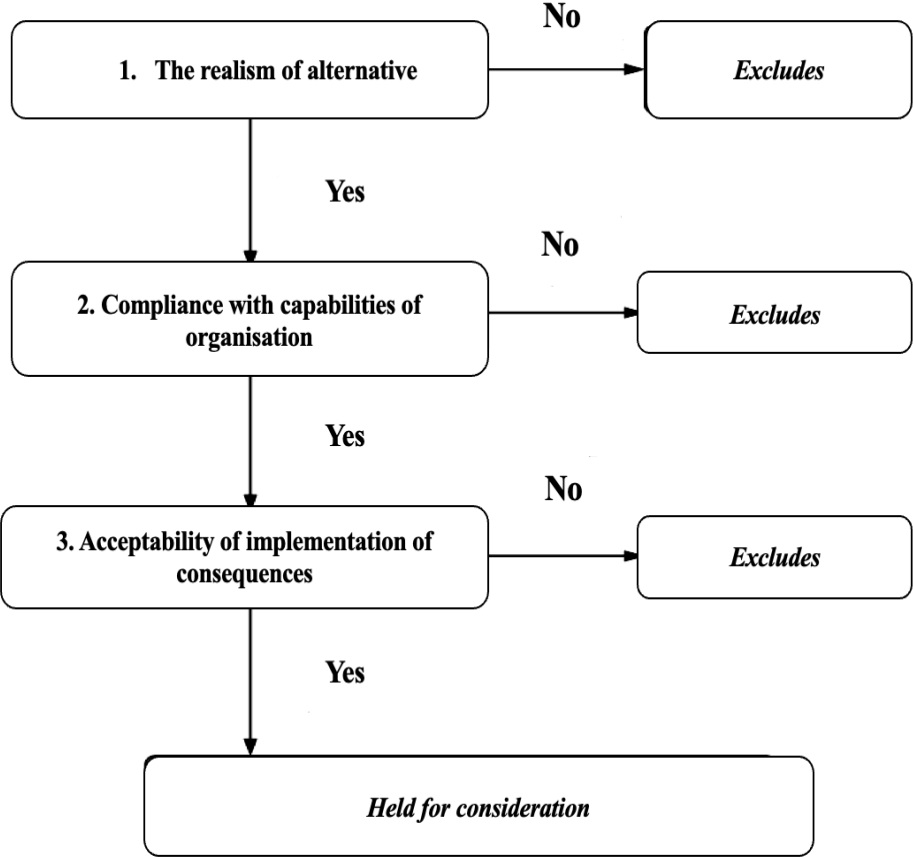 No
1. The realism of alternative
Excludes
Yes
No
2. Compliance with capabilities of
organisation
Excludes
Yes
No
3. Acceptability of implementation of
consequences
Excludes
Yes
Held for consideration